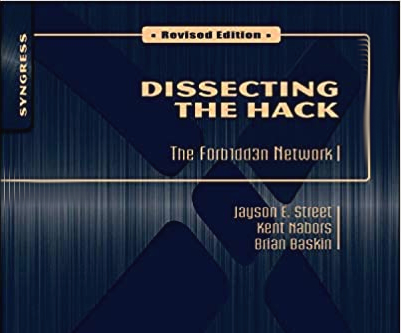 SYNGRESS
• Revised Edition •
DISSECTING
THE HACK
The F0rb1dd3n Network
Jayson E. Street
Kent Nabors
Brian Baskin